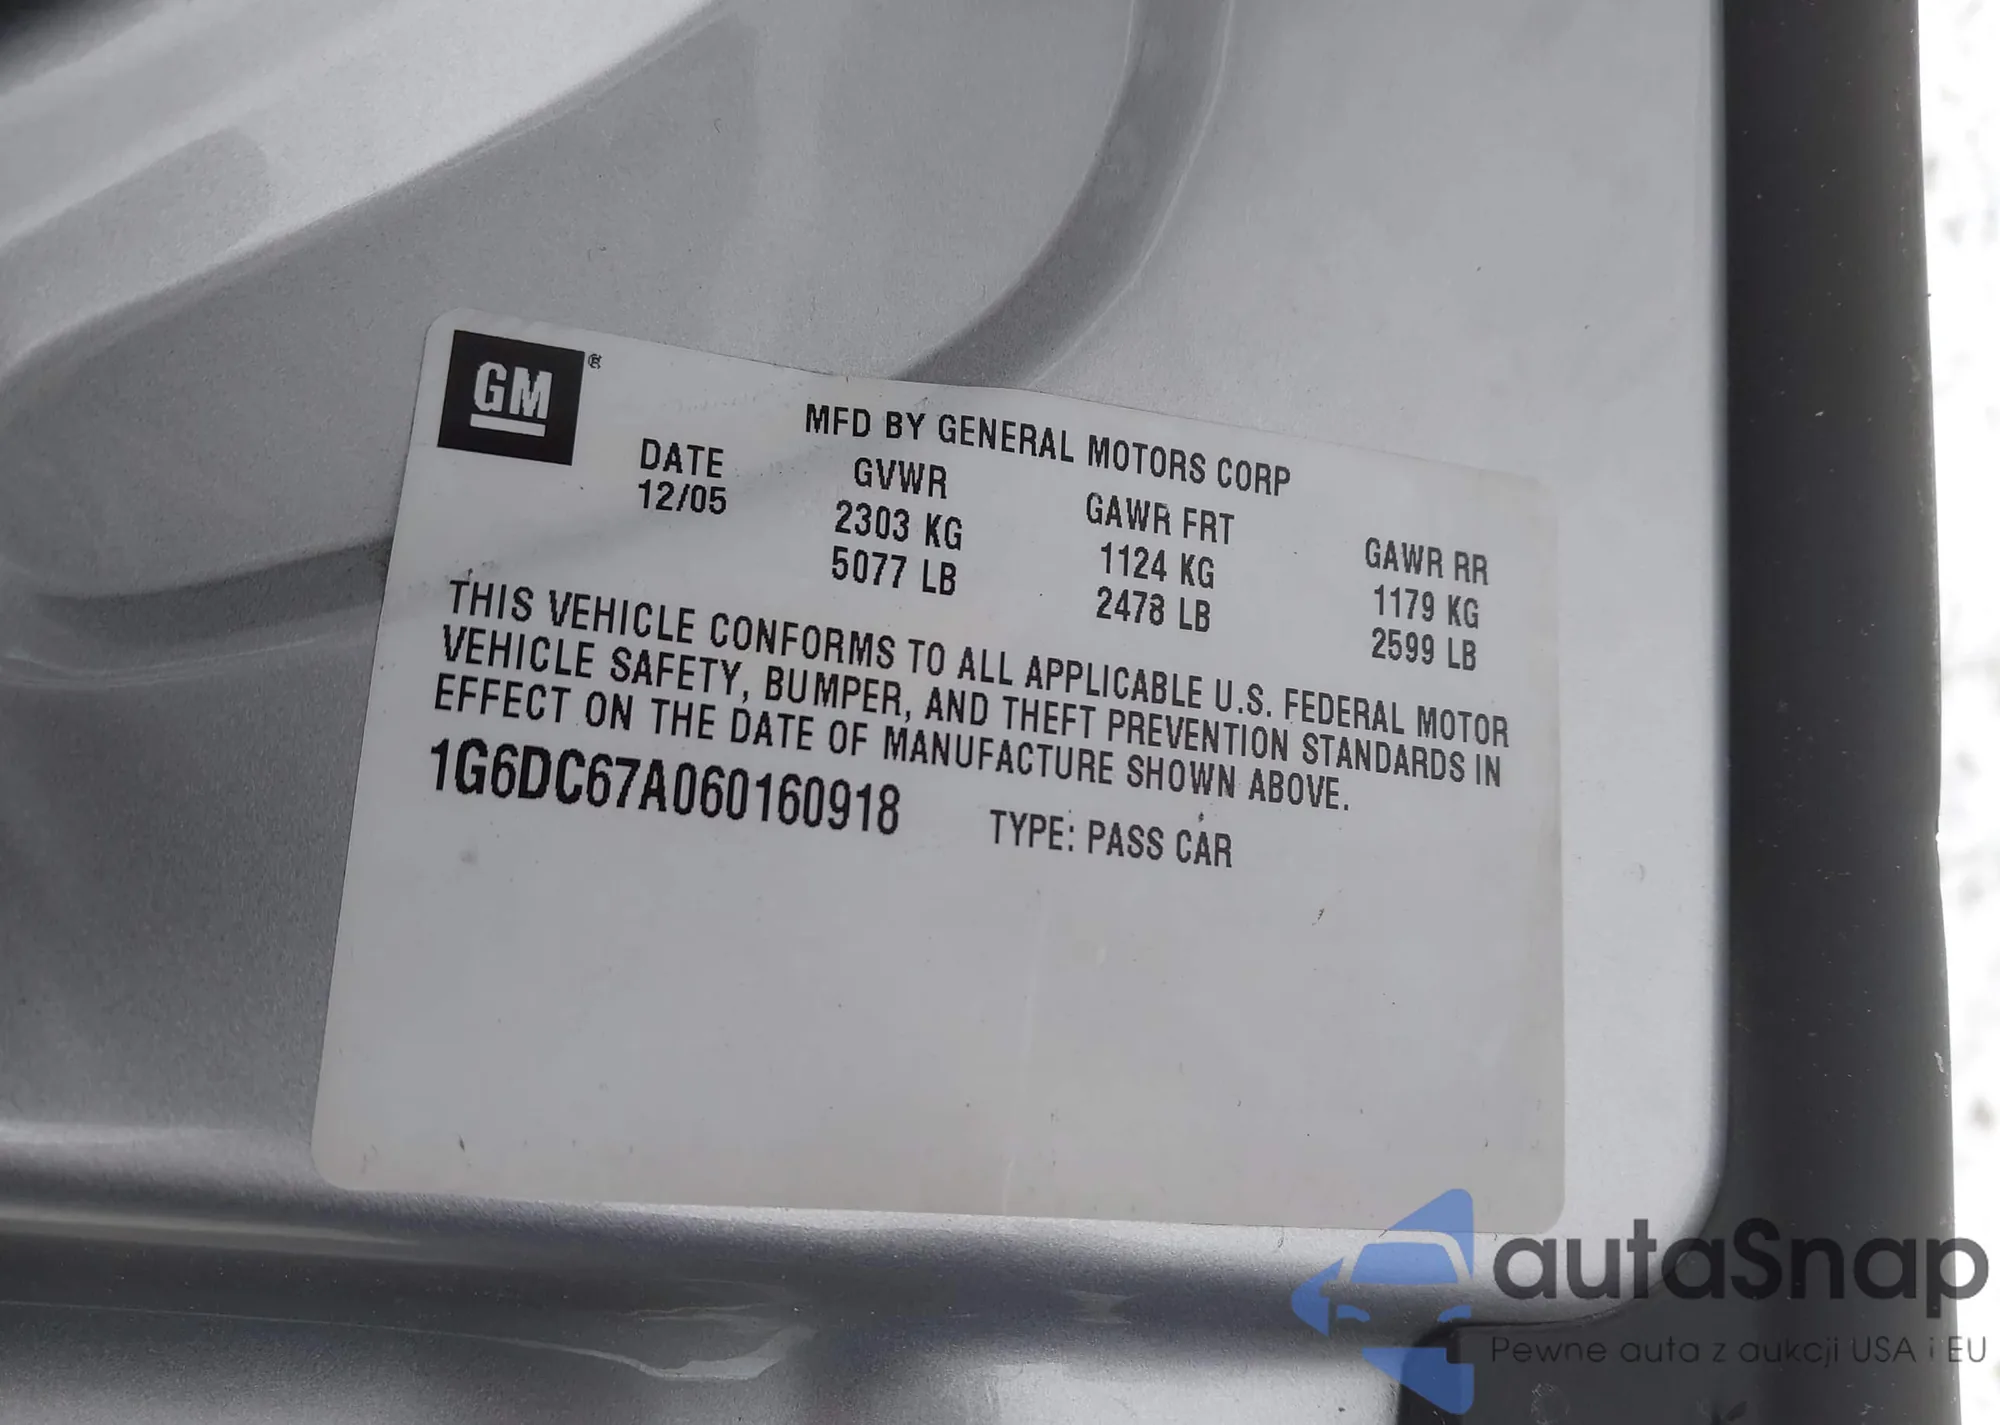 GM ®
MFD BY GENERAL MOTORS CORP
DATE GVWR GAWR FRT GAWR RR
12/05 2303 KG 1124 KG 1179 KG
5077 LB 2478 LB 2599 LB
THIS VEHICLE CONFORMS TO ALL APPLICABLE U.S. FEDERAL MOTOR
VEHICLE SAFETY, BUMPER, AND THEFT PREVENTION STANDARDS IN
EFFECT ON THE DATE OF MANUFACTURE SHOWN ABOVE.
1G6DC67A060160918 TYPE: PASS CAR
autaSnap
Pewne auta z aukcji USA i EU